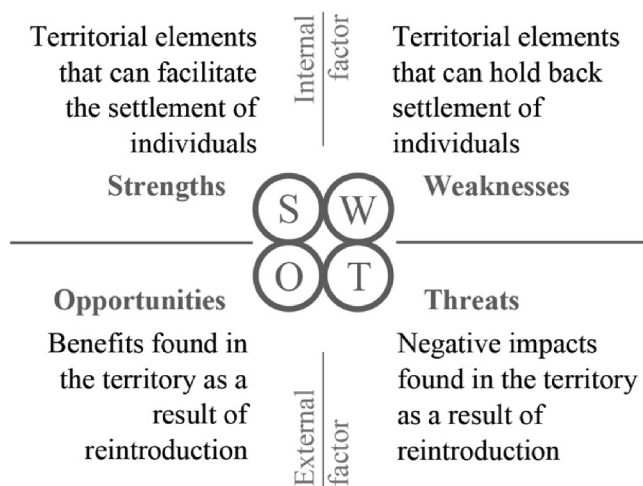 Territorial elements
that can facilitate
the settlement of
individuals
Strengths
Internal
factor
Territorial elements
that can hold back
settlement of
individuals
Weaknesses
S W
O T
Opportunities
Benefits found in
the territory as a
result of
reintroduction
External
factor
Threats
Negative impacts
found in the territory
as a result of
reintroduction